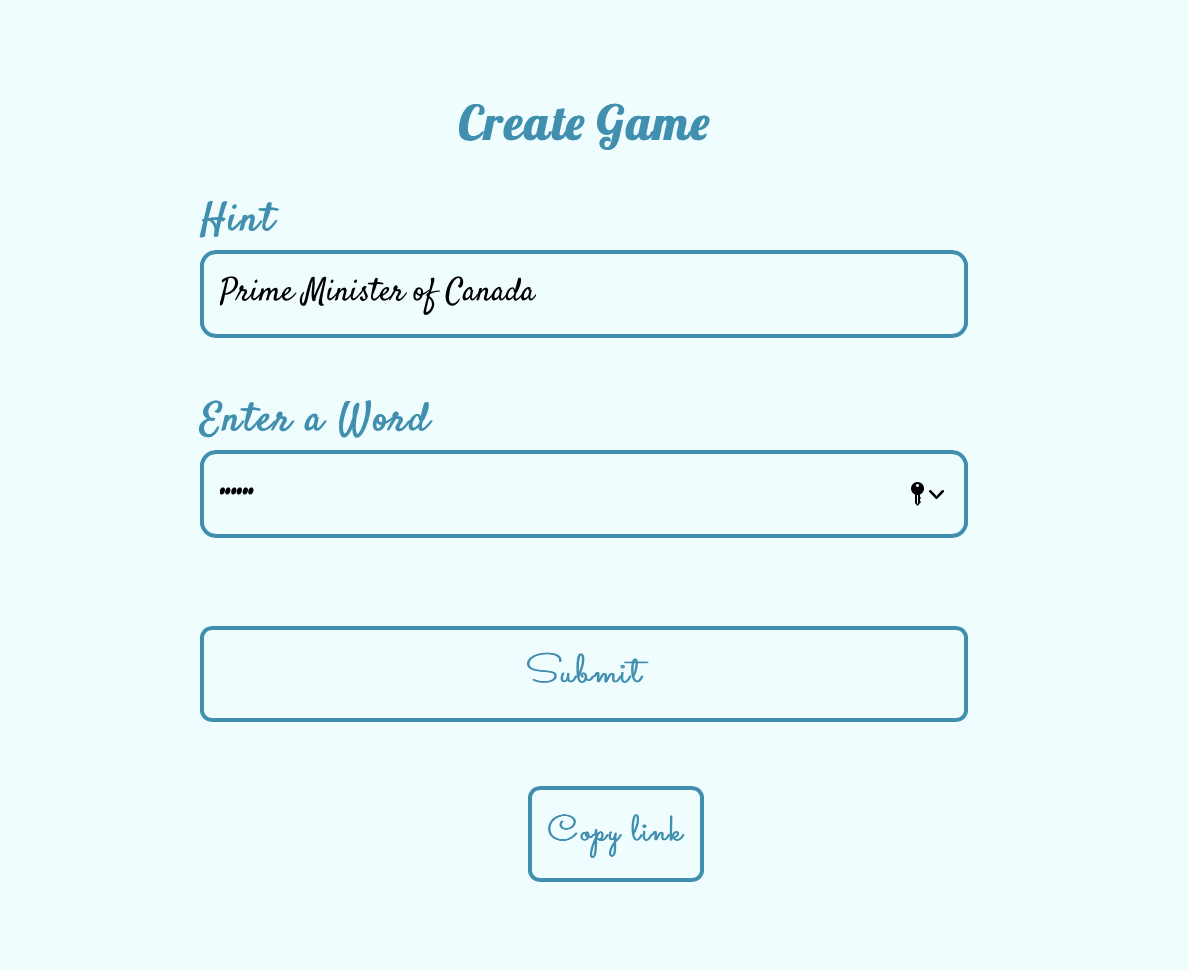 Create Game
Hint
Prime Minister of Canada
Enter a Word
••••••
Submit
Copy link